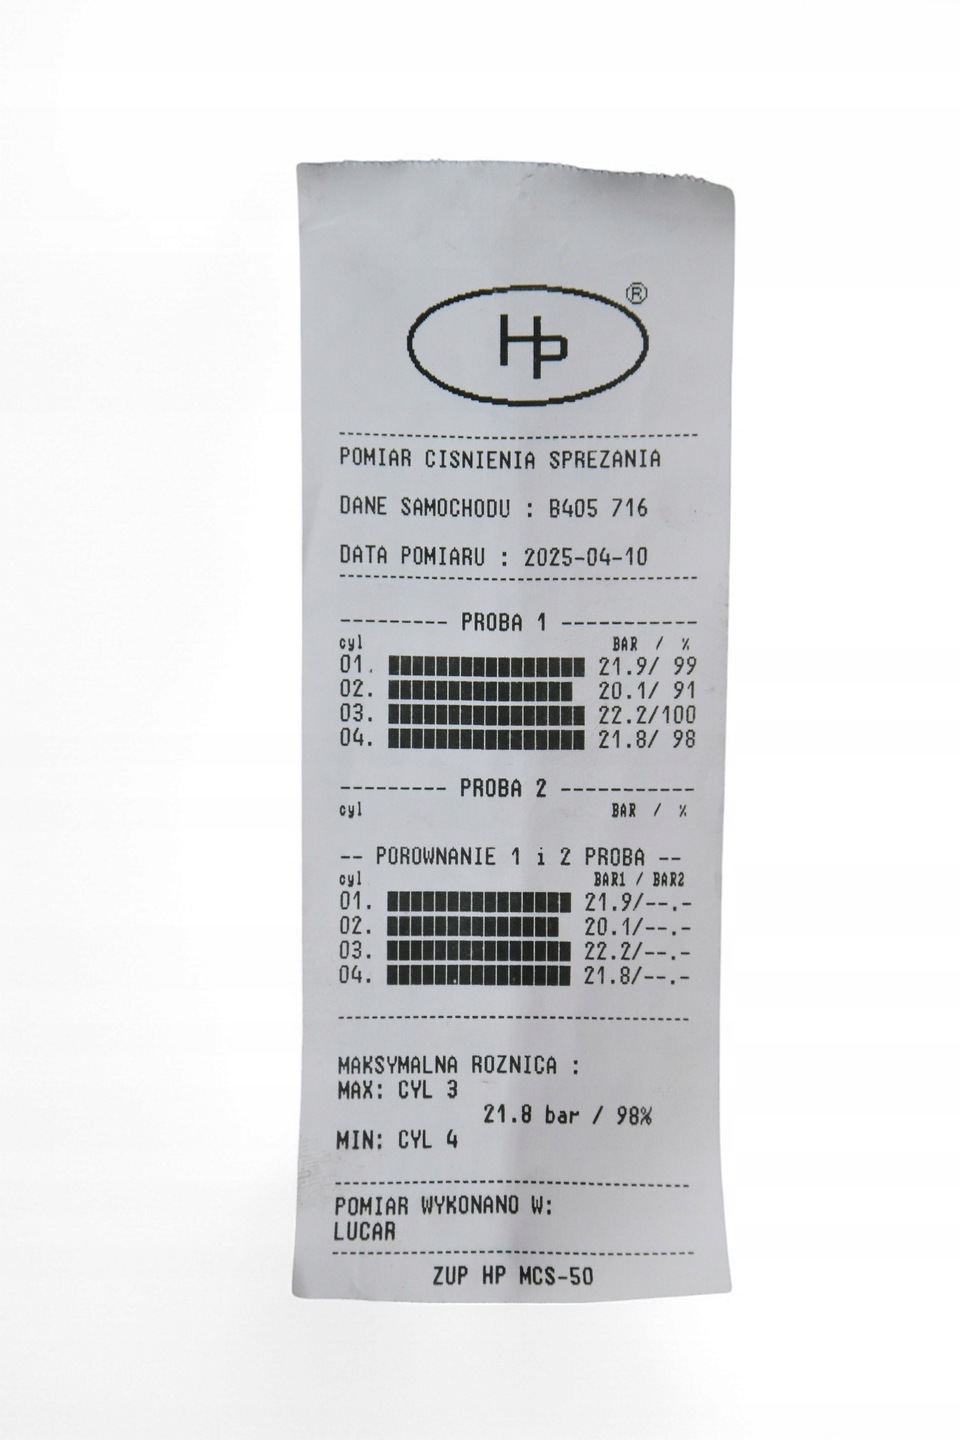 Hp ®
POMIAR CISNIENIA SPREZANIA
DANE SAMOCHODU : B405 716
DATA POMIARU : 2025-04-10
--------- PROBA 1 -----------
cyl BAR / %
01. 21.9/ 99
02. 20.1/ 91
03. 22.2/100
04. 21.8/ 98
--------- PROBA 2 -----------
cyl BAR / %
-- POROWNANIE 1 i 2 PROBA --
cyl BAR1 / BAR2
01. 21.9/--.-
02. 20.1/--.-
03. 22.2/--.-
04. 21.8/--.-
MAKSYMALNA ROZNICA :
MAX: CYL 3
21.8 bar / 98%
MIN: CYL 4
POMIAR WYKONANO W:
LUCAR
ZUP HP MCS-50